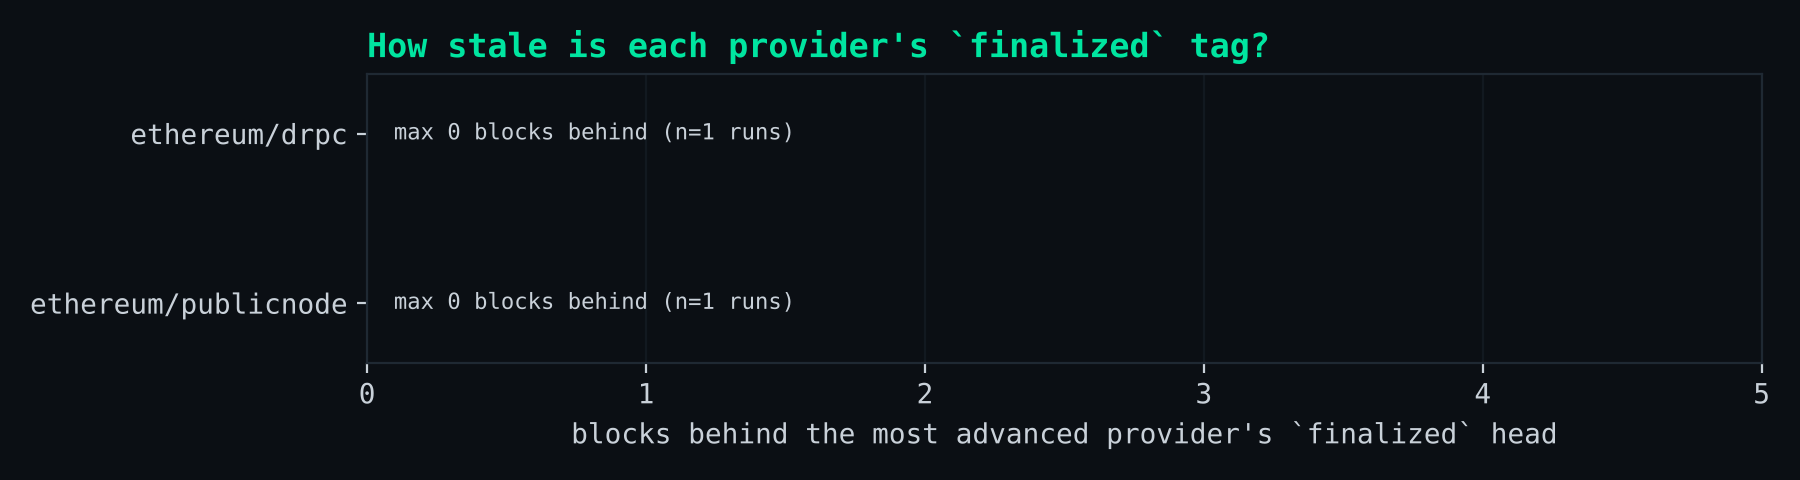 How stale is each provider's `finalized` tag?
ethereum/drpc
max 0 blocks behind (n=1 runs)
ethereum/publicnode
max 0 blocks behind (n=1 runs)
0 1 2 3 4 5
blocks behind the most advanced provider's `finalized` head